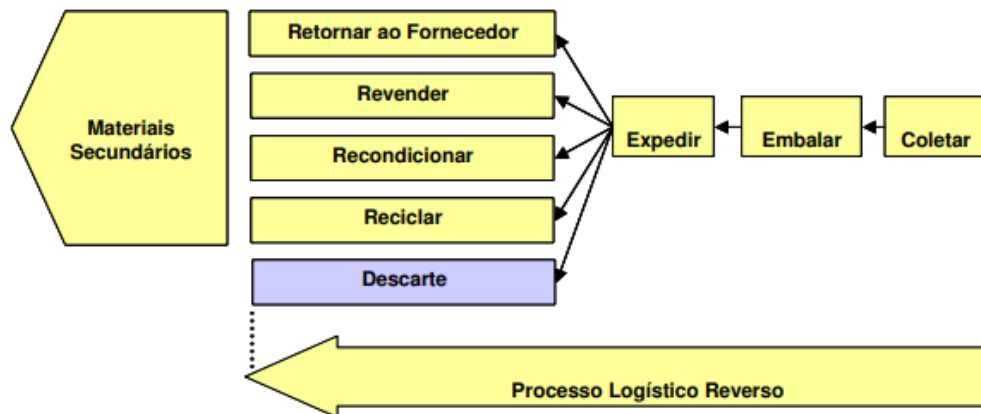 Retornar ao Fornecedor
Revender
Materiais
Secundários
Expedir
Embalar
Coletar
Recondicionar
Reciclar
Descarte
Processo Logístico Reverso